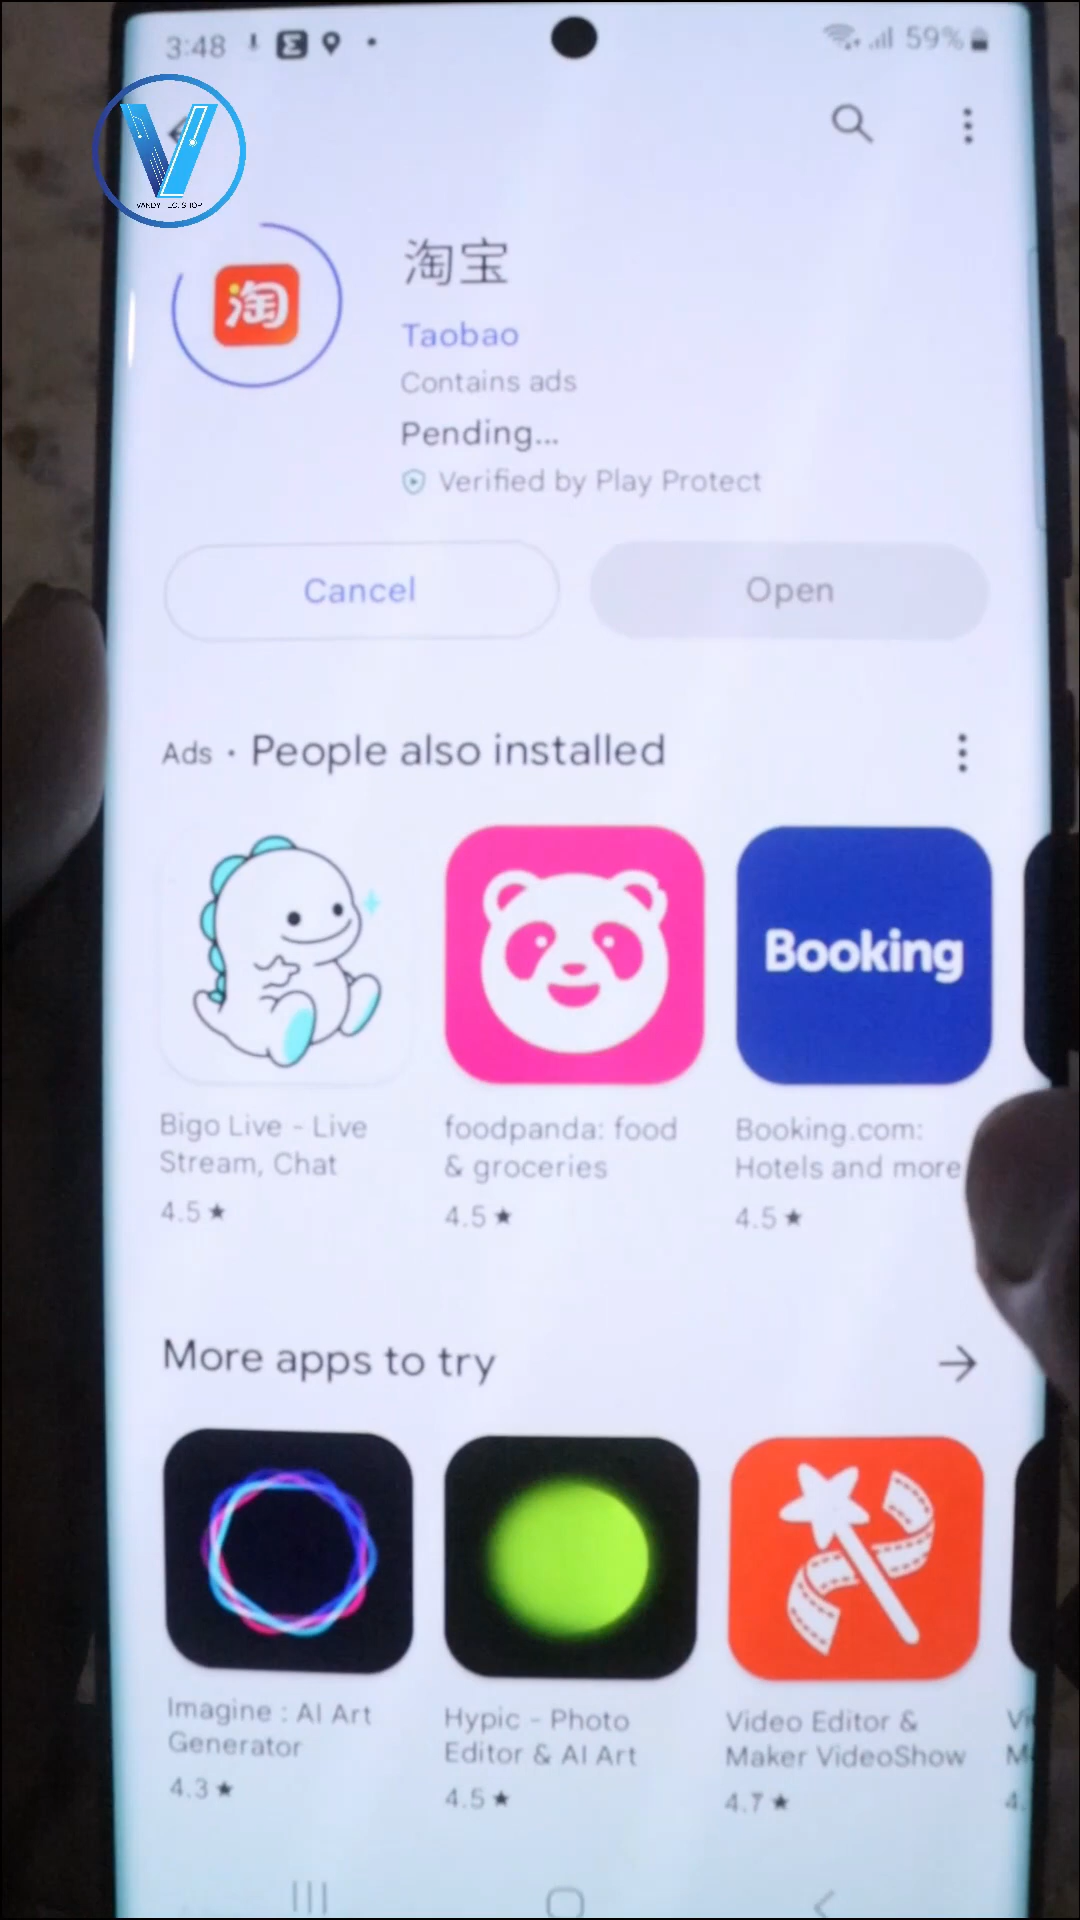 3:48
59%
V
淘
淘宝
Taobao
Contains ads
Pending...
Verified by Play Protect
Cancel
Open
Ads · People also installed
Booking
Bigo Live - Live
Stream, Chat
4.5★
foodpanda: food
& groceries
4.5★
Booking.com:
Hotels and more
4.5★
More apps to try
Imagine : AI Art
Generator
4.3★
Hypic - Photo
Editor & AI Art
4.5★
Video Editor &
Maker VideoShow
4.7★